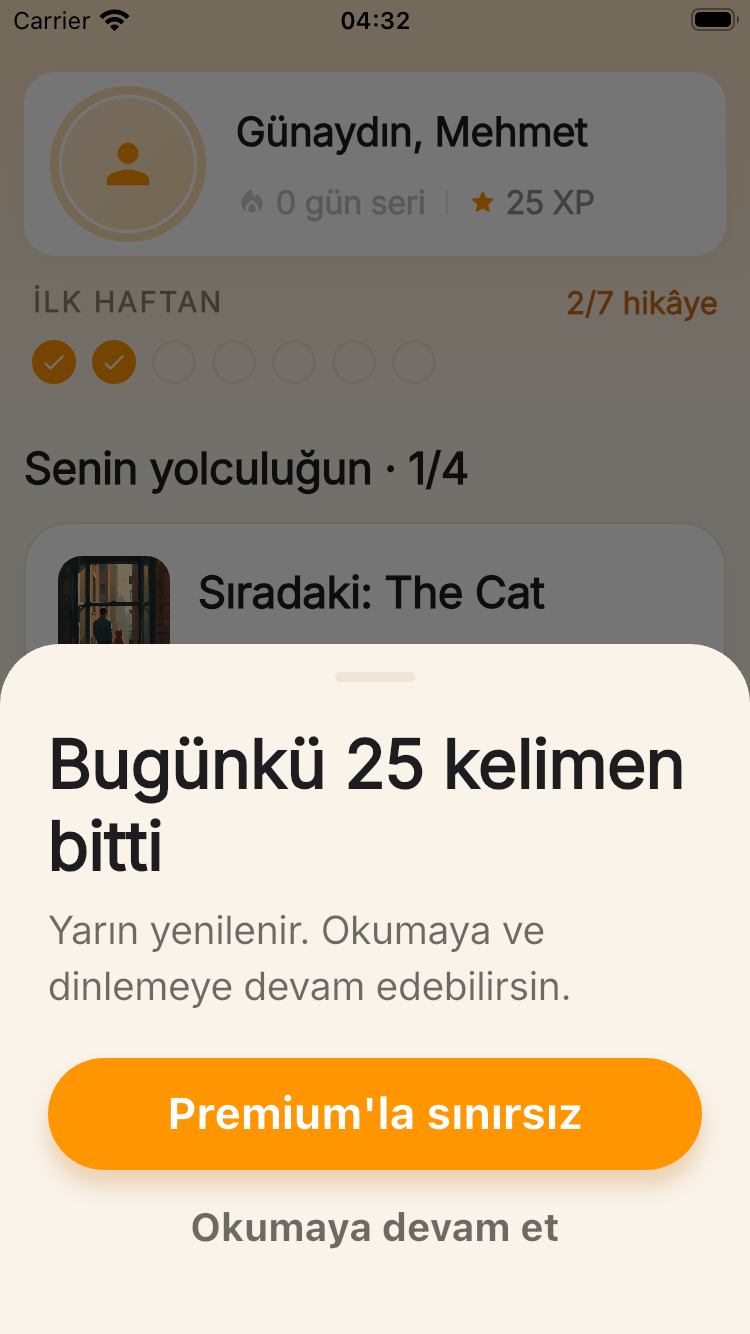 Carrier 04:32
Günaydın, Mehmet
0 gün seri 25 XP
İLK HAFTAN 2/7 hikâye
Senin yolculuğun · 1/4
Sıradaki: The Cat
Bugünkü 25 kelimen
bitti
Yarın yenilenir. Okumaya ve
dinlemeye devam edebilirsin.
Premium'la sınırsız
Okumaya devam et